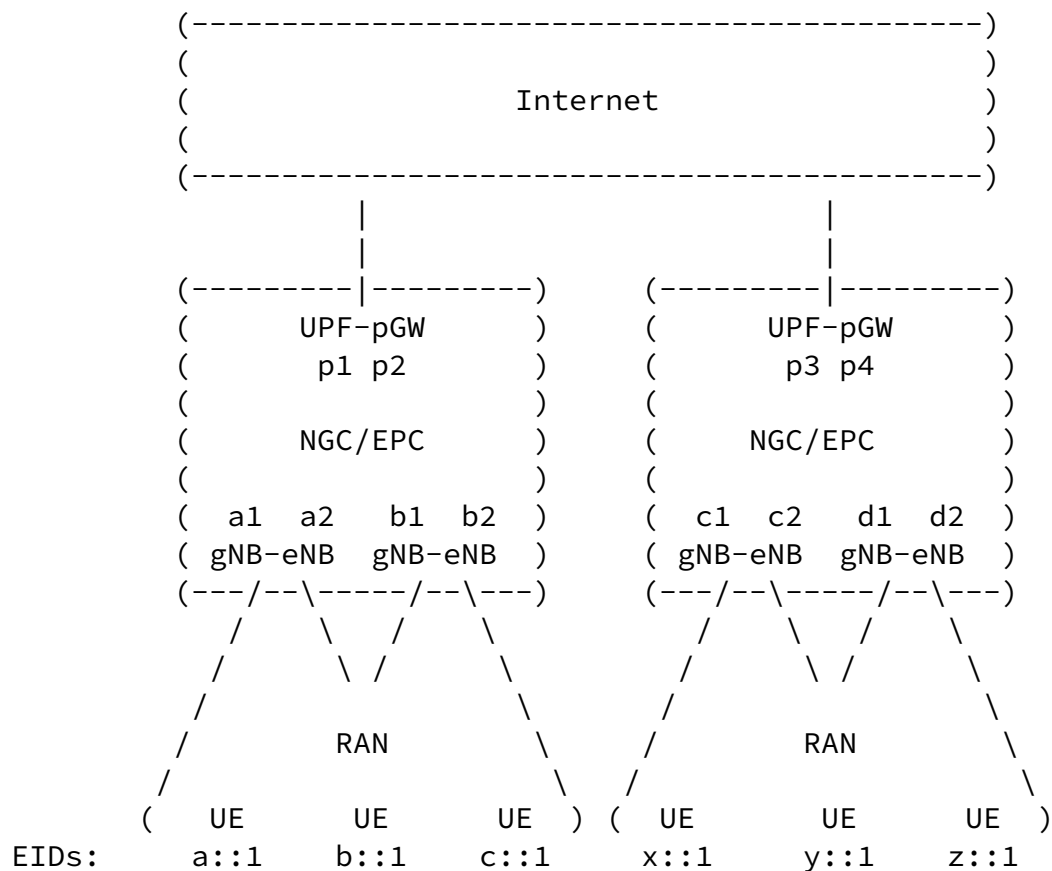 (--------------------------------------------)
(                                            )
(                  Internet                  )
(                                            )
(--------------------------------------------)
|                         |
|                         |
(---------|---------)     (---------|---------)
(      UPF-pGW      )     (      UPF-pGW      )
(       p1 p2       )     (       p3 p4       )
(                   )     (                   )
(      NGC/EPC      )     (     NGC/EPC       )
(                   )     (                   )
(  a1  a2   b1  b2  )     (  c1  c2   d1  d2  )
( gNB-eNB  gNB-eNB  )     ( gNB-eNB  gNB-eNB  )
(---/--\-----/--\---)     (---/--\-----/--\---)
/    \   /    \           /    \   /    \
/      \ /      \         /      \ /      \
/                \       /                \
/       RAN        \     /       RAN        \
/                    \   /                    \
(  UE      UE      UE  ) (  UE      UE      UE  )
EIDs:     a::1    b::1    c::1     x::1     y::1    z::1